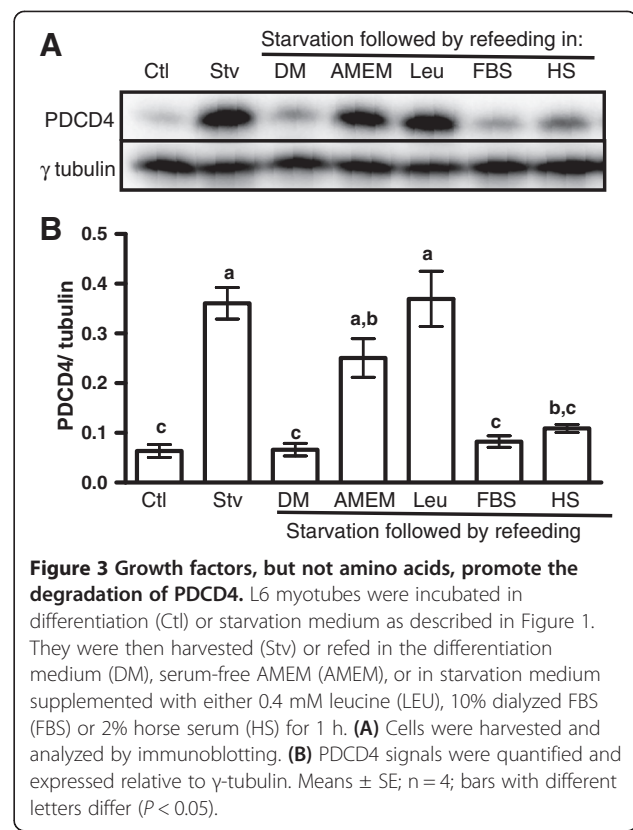 A
Starvation followed by refeeding in:
Ctl Stv DM AMEM Leu FBS HS
PDCD4
γ tubulin
B
PDCD4/ tubulin
0.5
0.4
0.3
0.2
0.1
0.0
c a c a,b a c b,c
Ctl Stv DM AMEM Leu FBS HS
Starvation followed by refeeding
Figure 3 Growth factors, but not amino acids, promote the
degradation of PDCD4. L6 myotubes were incubated in
differentiation (Ctl) or starvation medium as described in Figure 1.
They were then harvested (Stv) or refed in the differentiation
medium (DM), serum-free AMEM (AMEM), or in starvation medium
supplemented with either 0.4 mM leucine (LEU), 10% dialyzed FBS
(FBS) or 2% horse serum (HS) for 1 h. (A) Cells were harvested and
analyzed by immunoblotting. (B) PDCD4 signals were quantified and
expressed relative to γ-tubulin. Means ± SE; n = 4; bars with different
letters differ (P < 0.05).